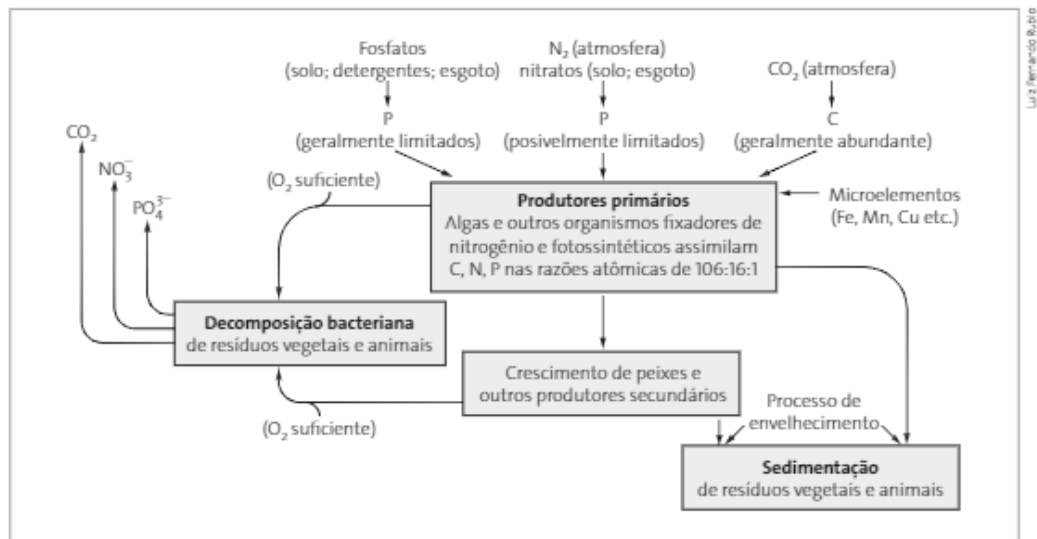 Luiz Fernando Rubio
Fosfatos
(solo; detergentes; esgoto)
P
(geralmente limitados)
N₂ (atmosfera)
nitratos (solo; esgoto)
P
(posivelmente limitados)
CO₂ (atmosfera)
C
(geralmente abundante)
CO₂
NO₃⁻
PO₄³⁻
(O₂ suficiente)
Produtores primários
Algas e outros organismos fixadores de
nitrogênio e fotossintéticos assimilam
C, N, P nas razões atômicas de 106:16:1
Microelementos
(Fe, Mn, Cu etc.)
Decomposição bacteriana
de resíduos vegetais e animais
Crescimento de peixes e
outros produtores secundários
(O₂ suficiente)
Processo de
envelhecimento
Sedimentação
de resíduos vegetais e animais